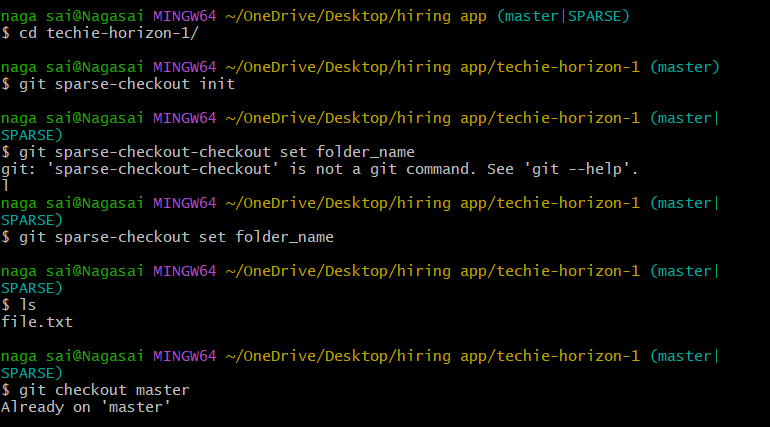 naga sai@Nagasai MINGW64 ~/OneDrive/Desktop/hiring app (master|SPARSE)
$ cd techie-horizon-1/
naga sai@Nagasai MINGW64 ~/OneDrive/Desktop/hiring app/techie-horizon-1 (master)
$ git sparse-checkout init
naga sai@Nagasai MINGW64 ~/OneDrive/Desktop/hiring app/techie-horizon-1 (master|
SPARSE)
$ git sparse-checkout-checkout set folder_name
git: 'sparse-checkout-checkout' is not a git command. See 'git --help'.
l
naga sai@Nagasai MINGW64 ~/OneDrive/Desktop/hiring app/techie-horizon-1 (master|
SPARSE)
$ git sparse-checkout set folder_name
naga sai@Nagasai MINGW64 ~/OneDrive/Desktop/hiring app/techie-horizon-1 (master|
SPARSE)
$ ls
file.txt
naga sai@Nagasai MINGW64 ~/OneDrive/Desktop/hiring app/techie-horizon-1 (master|
SPARSE)
$ git checkout master
Already on 'master'